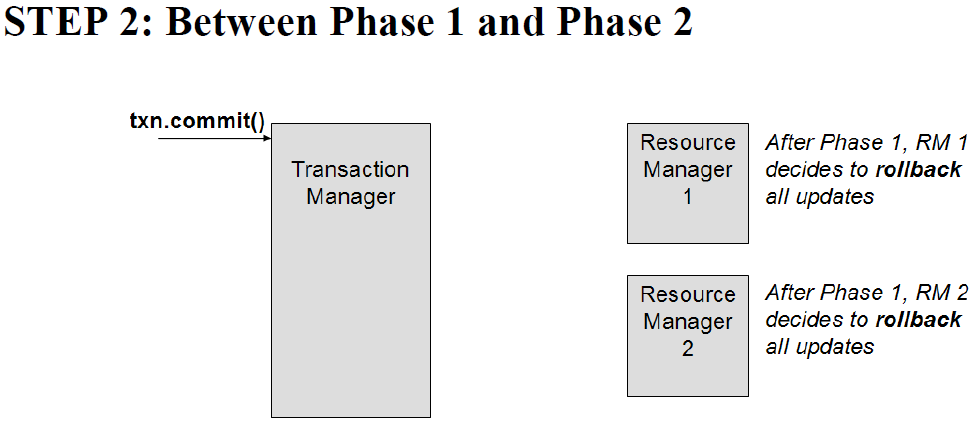 STEP 2: Between Phase 1 and Phase 2
txn.commit()
Transaction
Manager
Resource
Manager
1
After Phase 1, RM 1
decides to rollback
all updates
Resource
Manager
2
After Phase 1, RM 2
decides to rollback
all updates